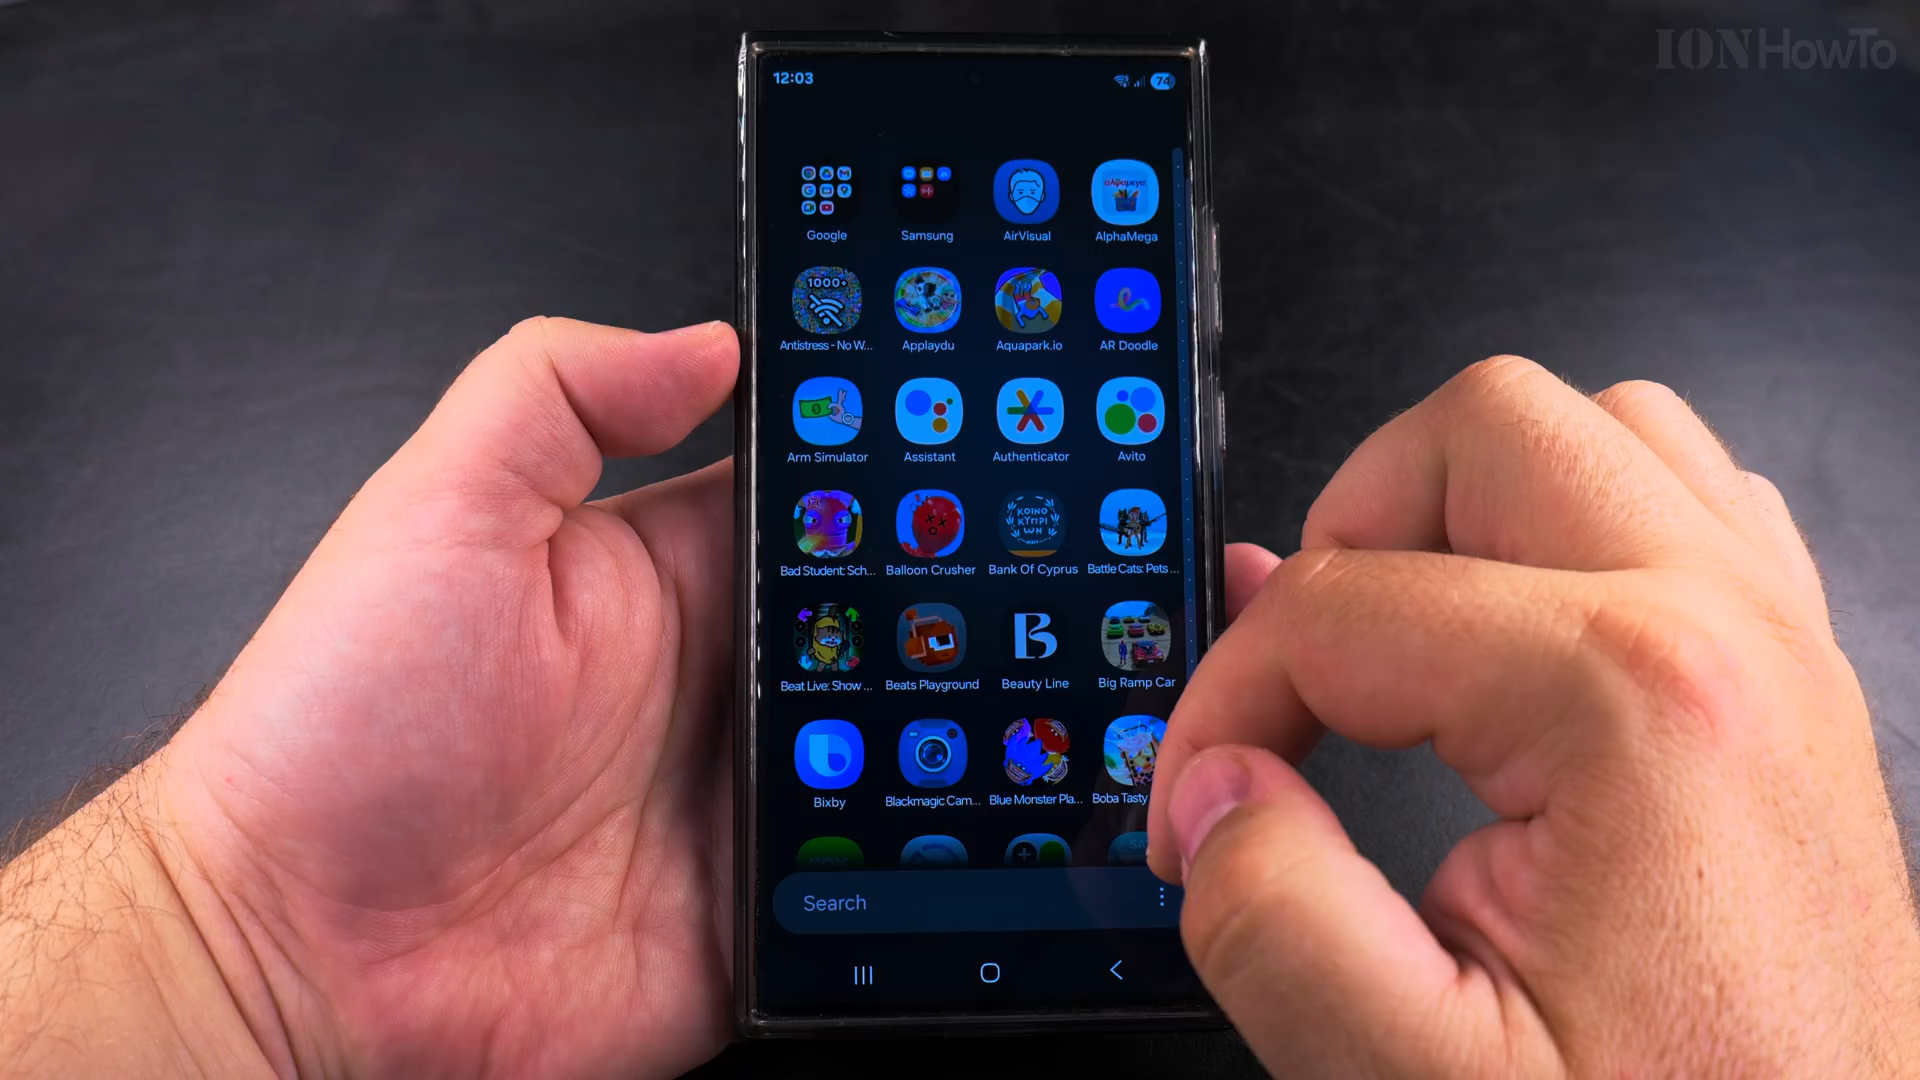 IONHowTo
12:03
74
Google
Samsung
AirVisual
αλφαμεγα
AlphaMega
1000+
Antistress - No W...
Applaydu
Aquapark.io
AR Doodle
Arm Simulator
Assistant
Authenticator
Avito
ΚΟΙΝΟ
ΚΥΠΡΙ
ΩΝ
Bad Student: Sch...
Balloon Crusher
Bank Of Cyprus
Battle Cats: Pets ...
B
Beat Live: Show ...
Beats Playground
Beauty Line
Big Ramp Car
Bixby
Blackmagic Cam...
Blue Monster Pla...
Boba Tasty
Search